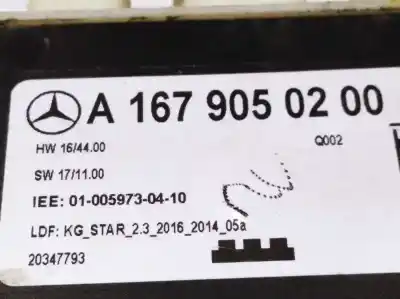 A 167 905 02 00
Q002
HW 16/44.00
SW 17/11.00
IEE: 01-005973-04-10
LDF: KG_STAR_2.3_2016_2014_05a
20347793